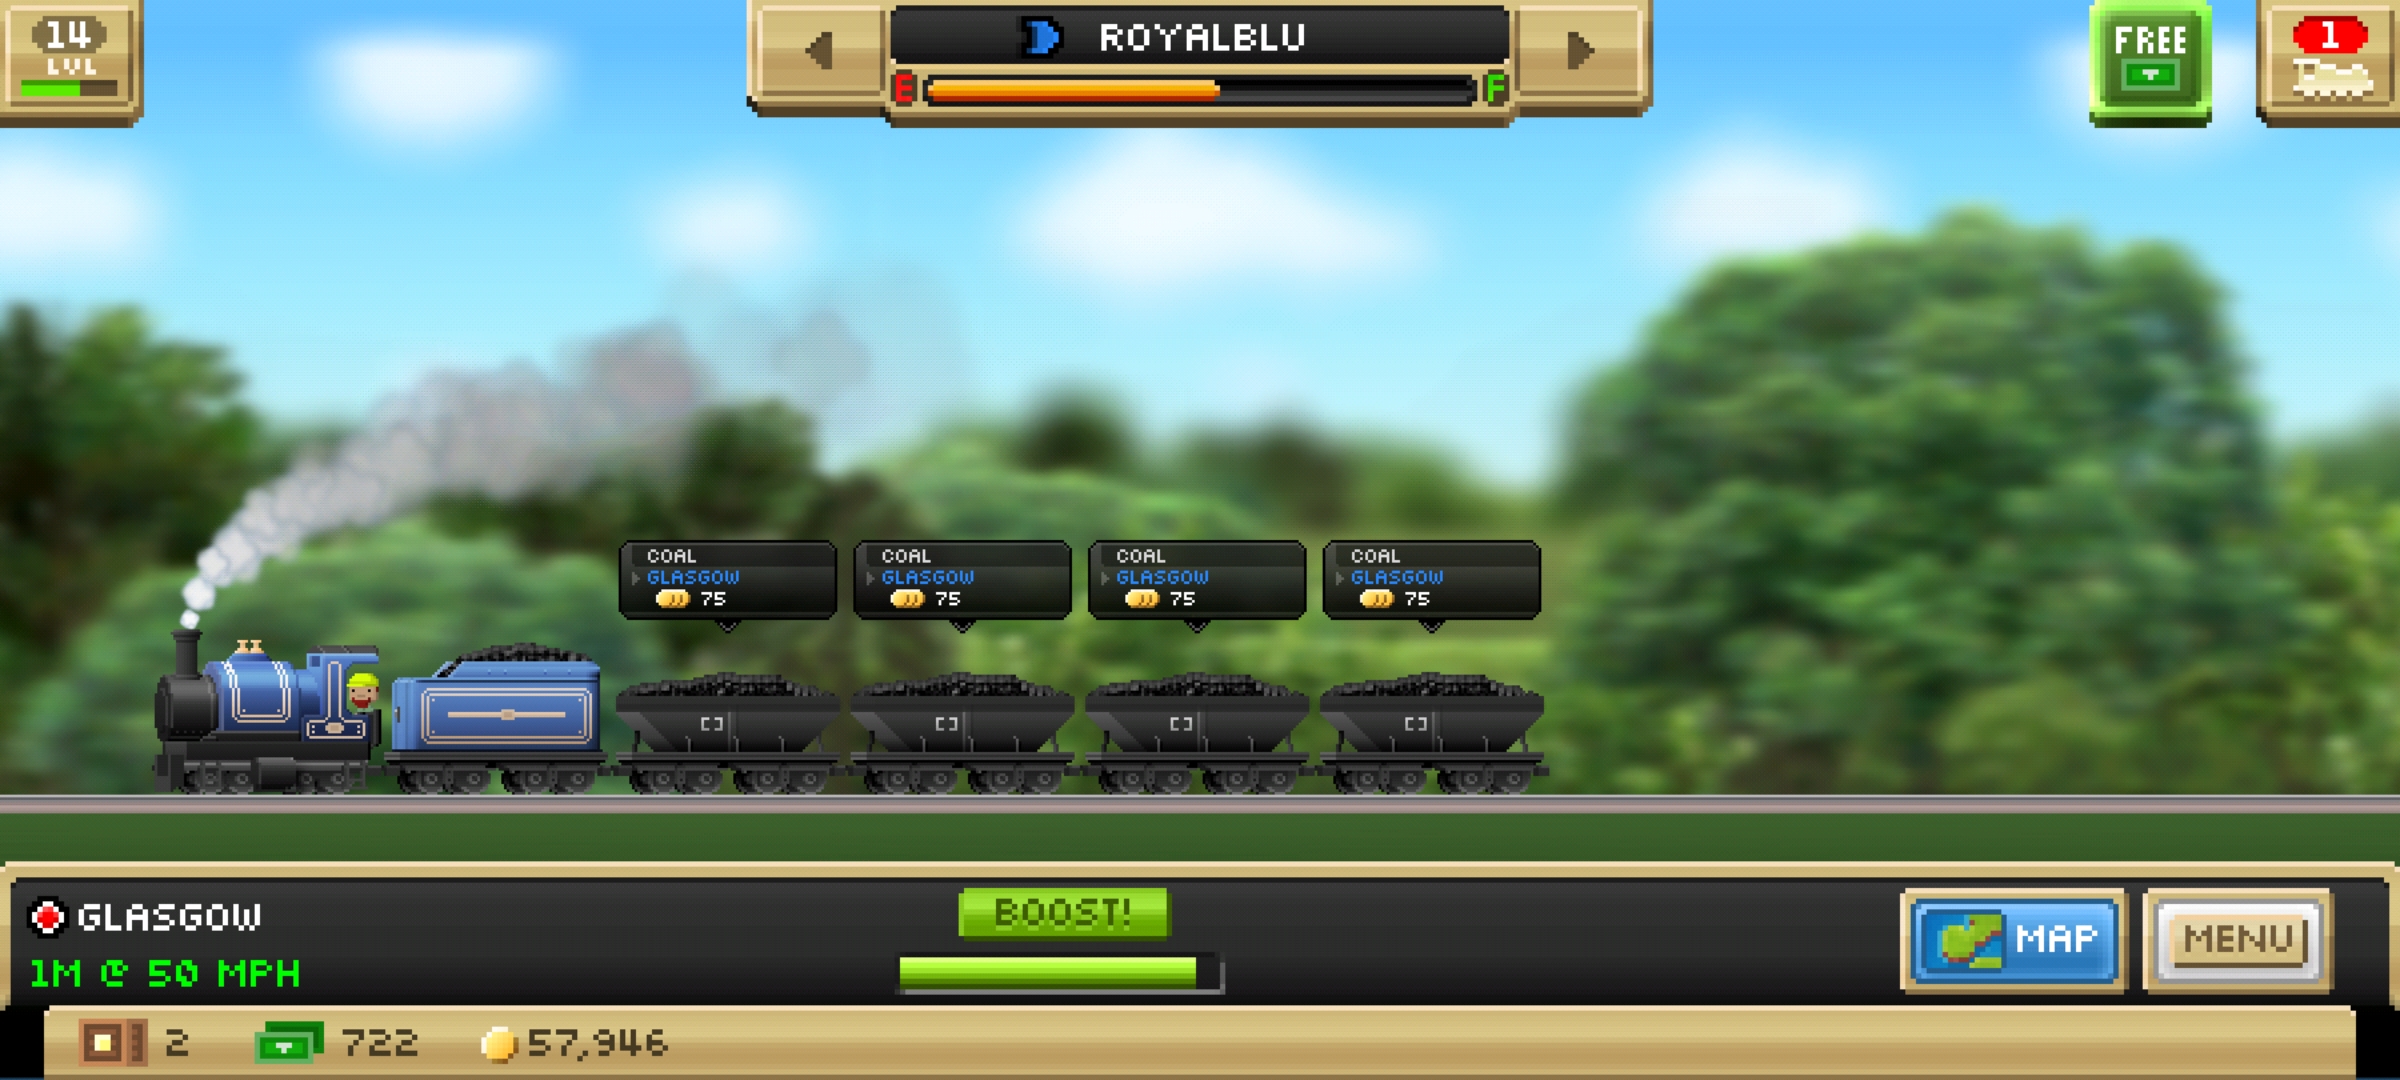 14
LVL
ROYALBLU
E F
FREE
1
COAL
GLASGOW
75
COAL
GLASGOW
75
COAL
GLASGOW
75
COAL
GLASGOW
75
GLASGOW
1M @ 50 MPH
BOOST!
MAP
MENU
2
722
57,946